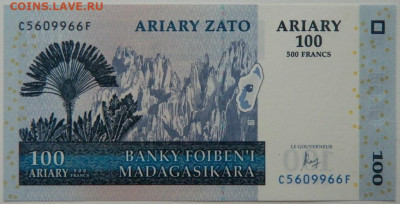 COINS.LAVE.RU
C5609966F
ARIARY ZATO
ARIARY
100
500 FRANCS
LE GOUVERNEUR
100
ARIARY
BANKY FOIBEN'I
MADAGASIKARA
100
C5609966F
100